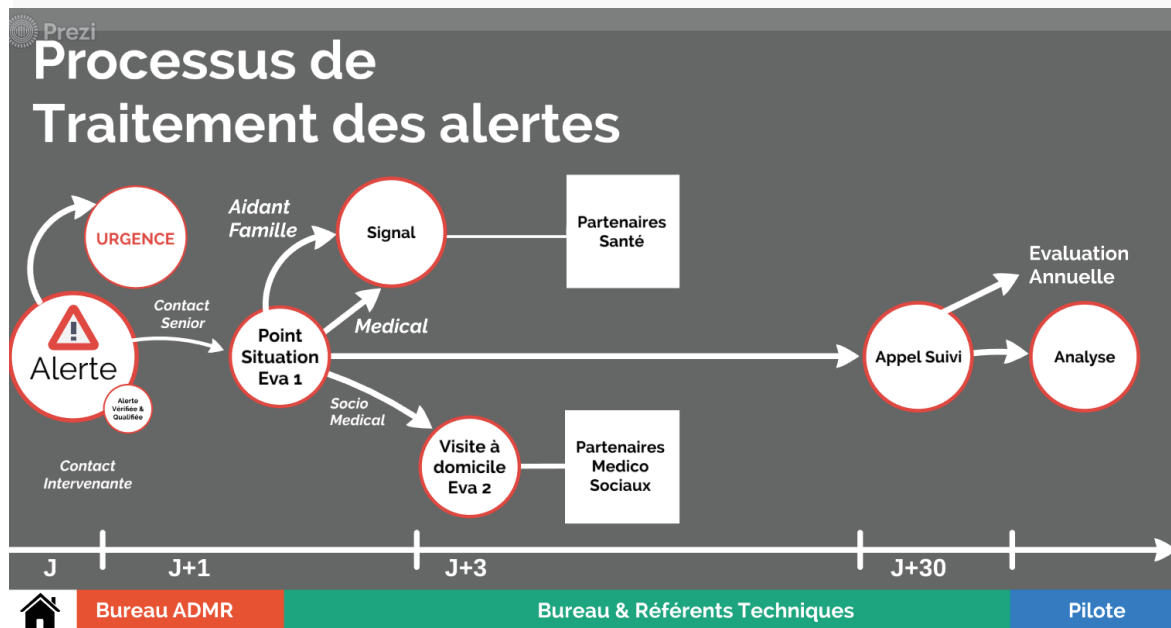 Prezi
Processus de
Traitement des alertes
URGENCE
Aidant
Famille
Signal
Partenaires
Santé
Evaluation
Annuelle
Contact
Senior
!
Alerte
Alerte
Vérifiée &
Qualifiée
Point
Situation
Eva 1
Medical
Appel Suivi
Analyse
Socio
Medical
Contact
Intervenante
Visite à
domicile
Eva 2
Partenaires
Medico
Sociaux
J
J+1
J+3
J+30
Bureau ADMR
Bureau & Référents Techniques
Pilote